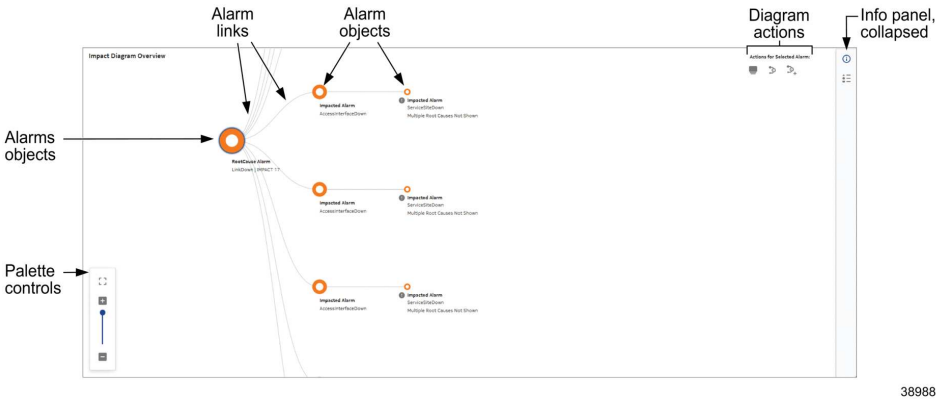 Alarm
links
Alarm
objects
Diagram
actions
Info panel,
collapsed
Impact Diagram Overview
Actions for Selected Alarm:
Impacted Alarm
AccessInterfaceDown
Impacted Alarm
ServiceSiteDown
Multiple Root Causes Not Shown
Alarms
objects
RootCause Alarm
LinkDown | IMPACT 17
Impacted Alarm
AccessInterfaceDown
Impacted Alarm
ServiceSiteDown
Multiple Root Causes Not Shown
Palette
controls
Impacted Alarm
AccessInterfaceDown
Impacted Alarm
ServiceSiteDown
Multiple Root Causes Not Shown
38988